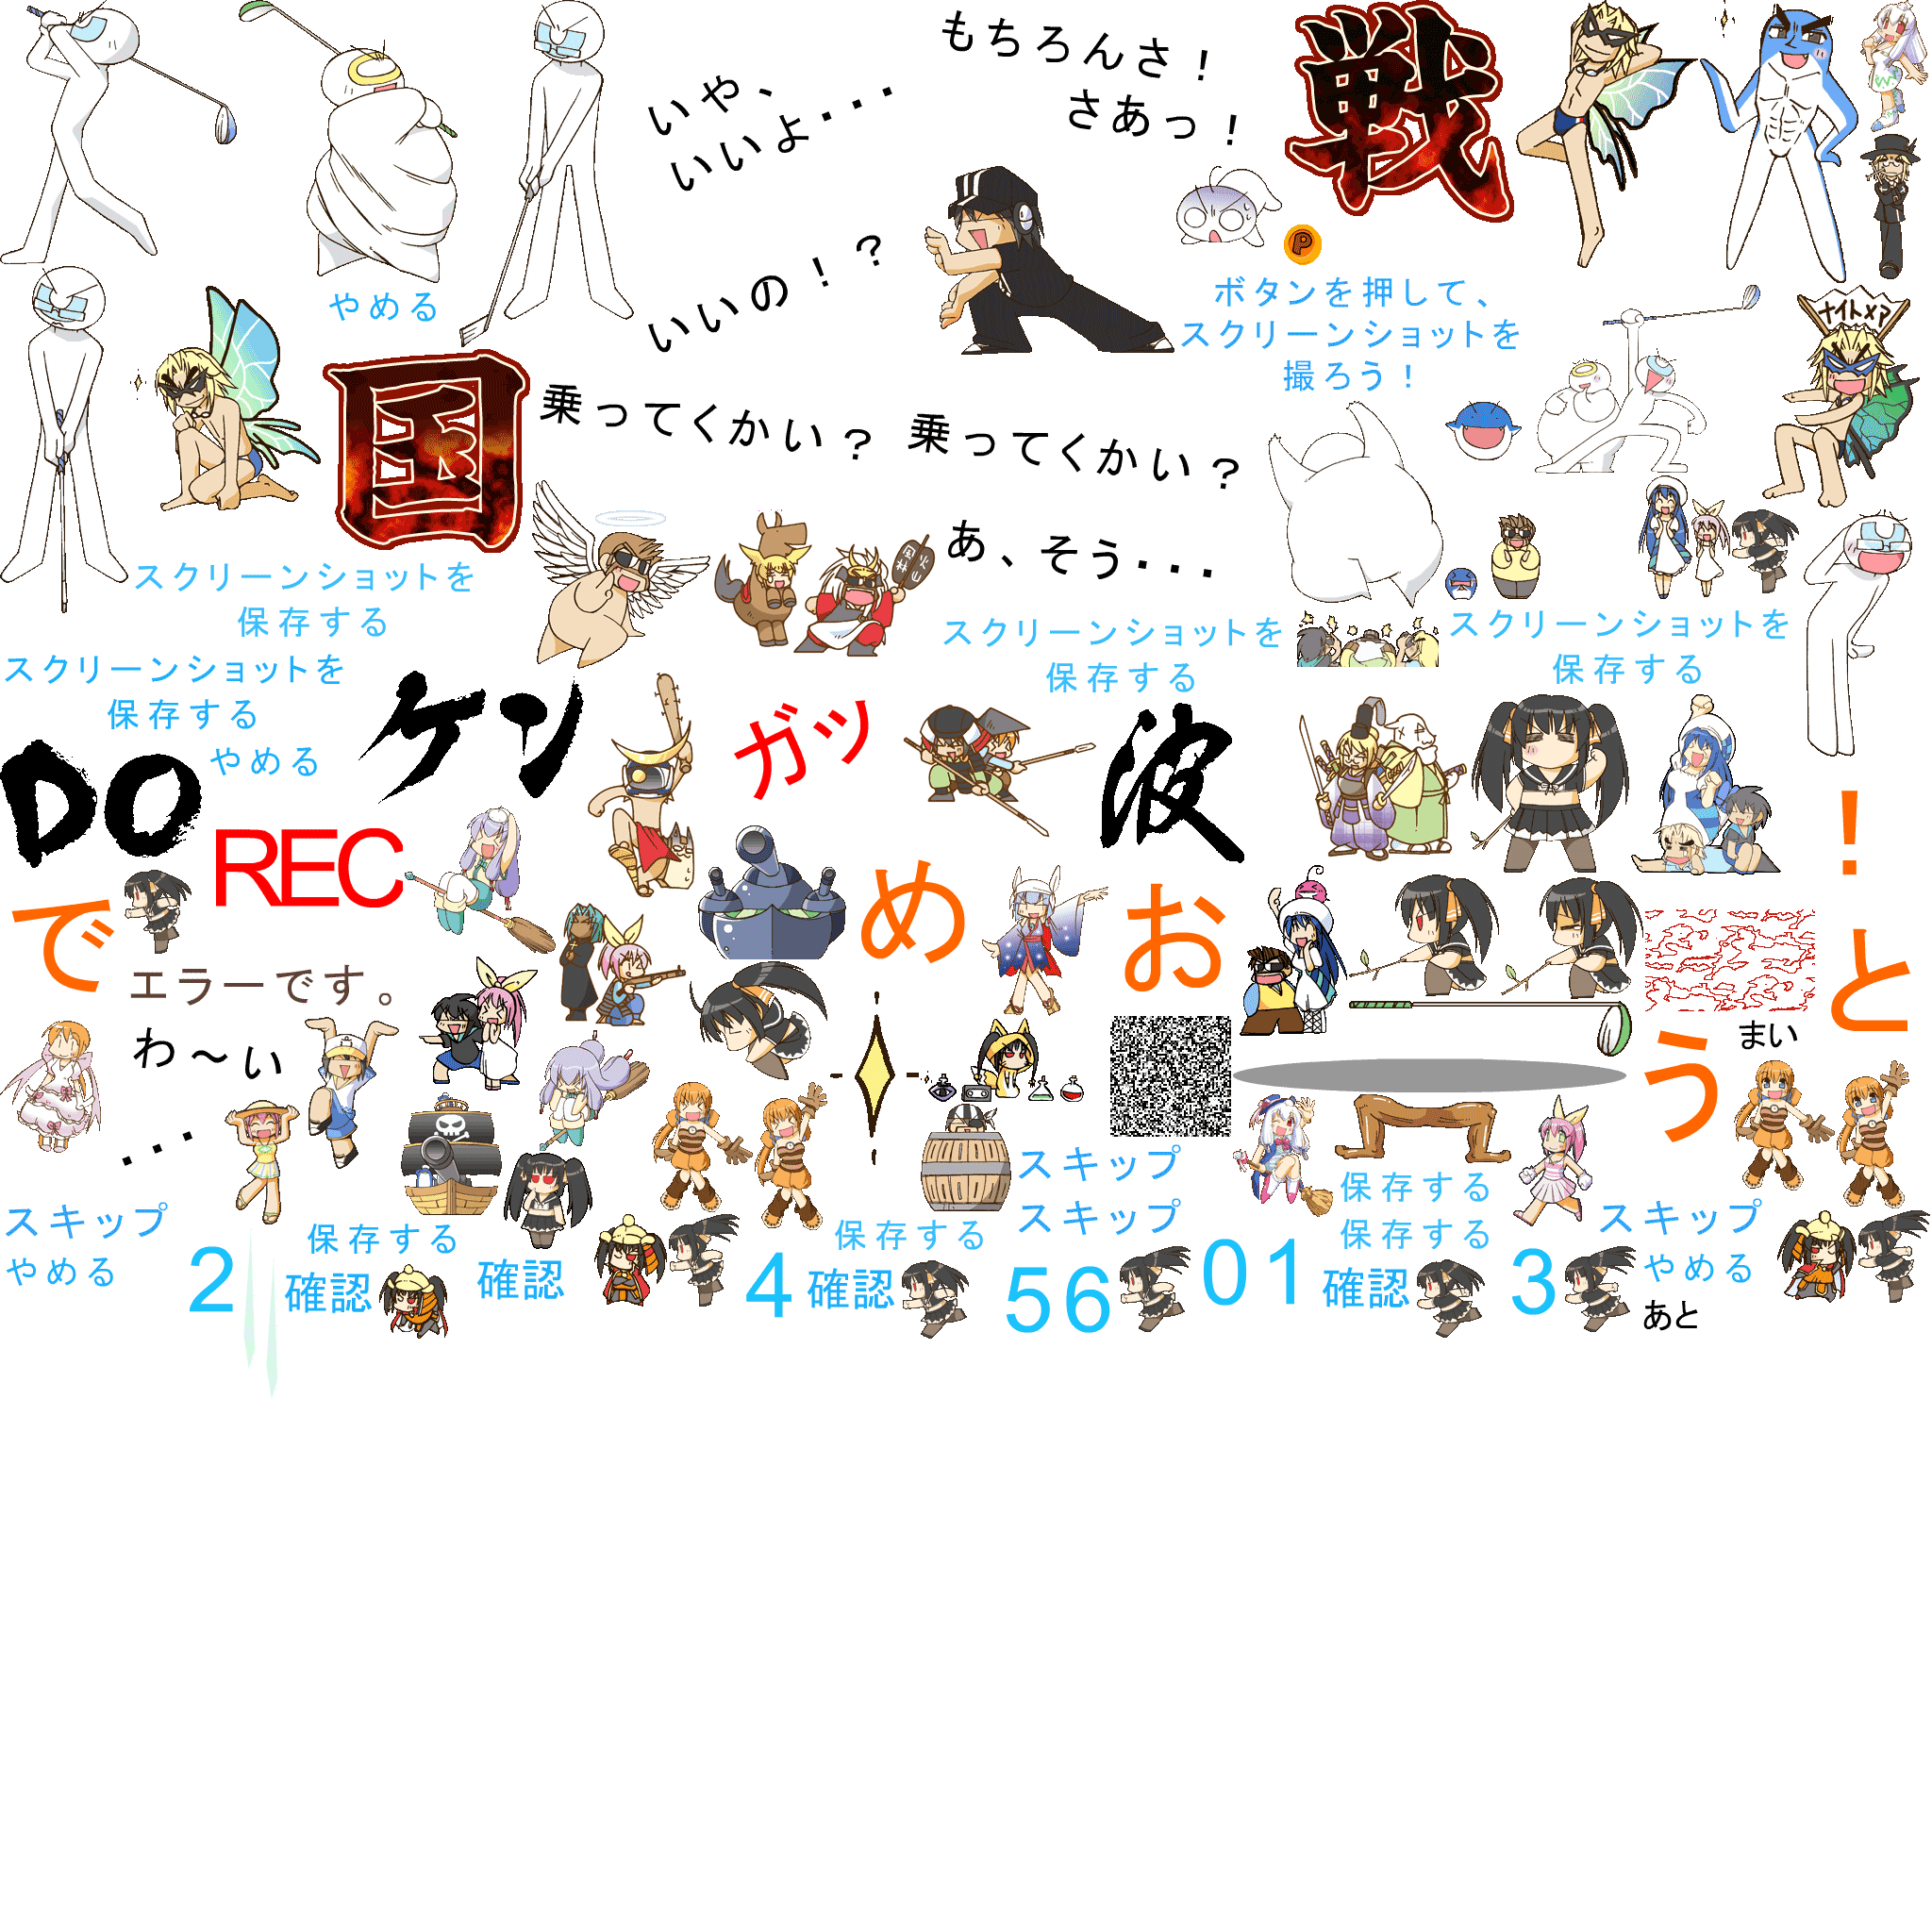 もちろんさ！
さあっ！
いや、
いいよ・・・
戦
いいの！？
やめる
ボタンを押して、
スクリーンショットを
撮ろう！
ナイトメア
国
乗ってくかい？
乗ってくかい？
あ、そう・・・
火山
風林
スクリーンショットを
保存する
スクリーンショットを
保存する
スクリーンショットを
保存する
スクリーンショットを
保存する
やめる
ケン
ガッ
波
DO
REC
！
で
め
お
と
エラーです。
わ～い
・・・
まい
う
スキップ
スキップ
保存する
保存する
スキップ
やめる
2
保存する
確認
確認
4
保存する
確認
56
01
確認
3
スキップ
やめる
あと
P